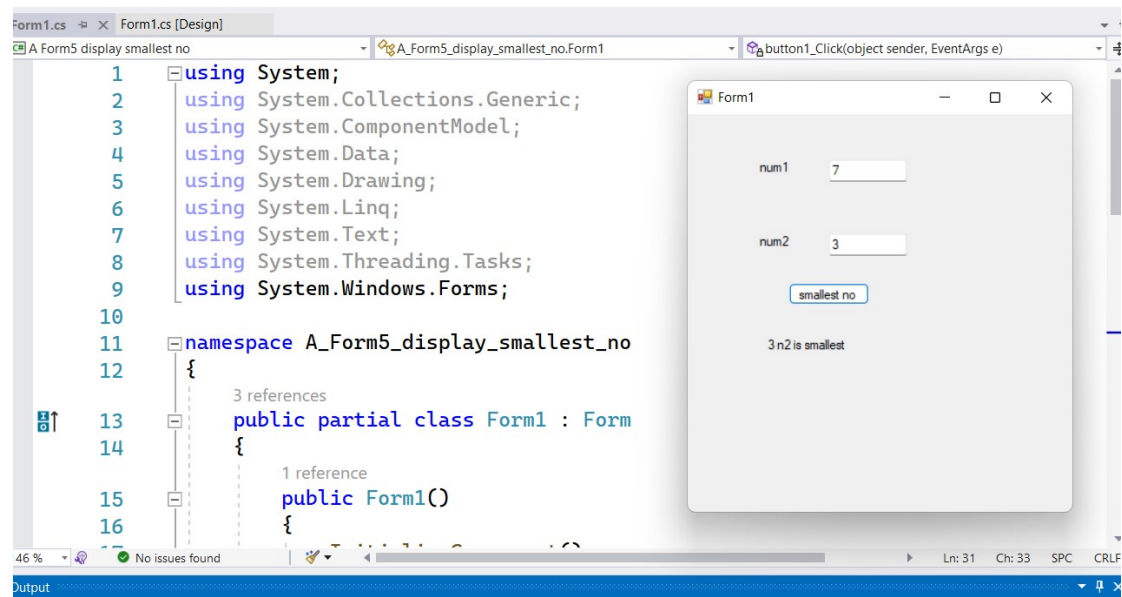 Form1.cs Form1.cs [Design]
C# A Form5 display smallest no A_Form5_display_smallest_no.Form1 button1_Click(object sender, EventArgs e)
1 using System;
2 using System.Collections.Generic;
3 using System.ComponentModel;
4 using System.Data;
5 using System.Drawing;
6 using System.Linq;
7 using System.Text;
8 using System.Threading.Tasks;
9 using System.Windows.Forms;
10
11 namespace A_Form5_display_smallest_no
12 {
3 references
13 public partial class Form1 : Form
14 {
1 reference
15 public Form1()
16 {
Form1
num1 7
num2 3
smallest no
3 n2 is smallest
46 % No issues found Ln: 31 Ch: 33 SPC CRLF
Output